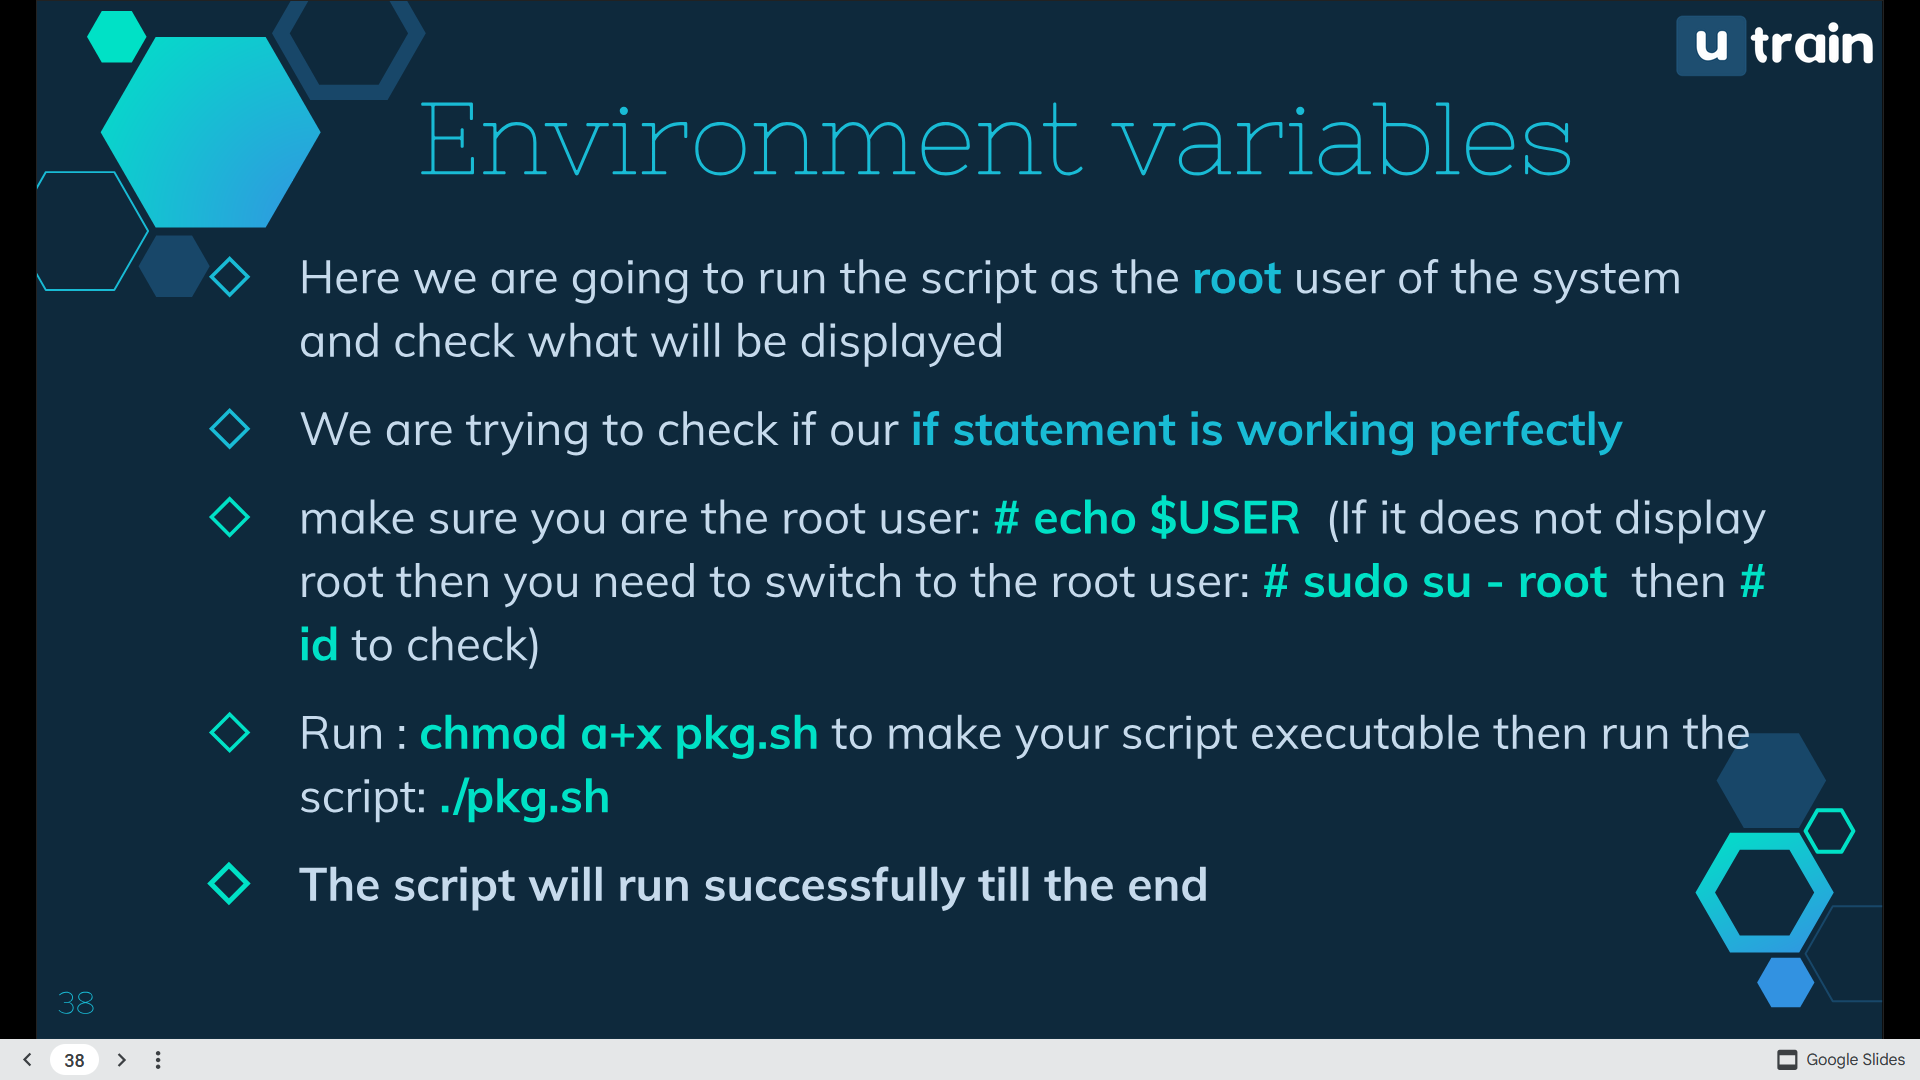 u train
Environment variables
Here we are going to run the script as the root user of the system
and check what will be displayed
We are trying to check if our if statement is working perfectly
make sure you are the root user: # echo $USER (If it does not display
root then you need to switch to the root user: # sudo su - root then #
id to check)
Run : chmod a+x pkg.sh to make your script executable then run the
script: ./pkg.sh
The script will run successfully till the end
38
38
Google Slides